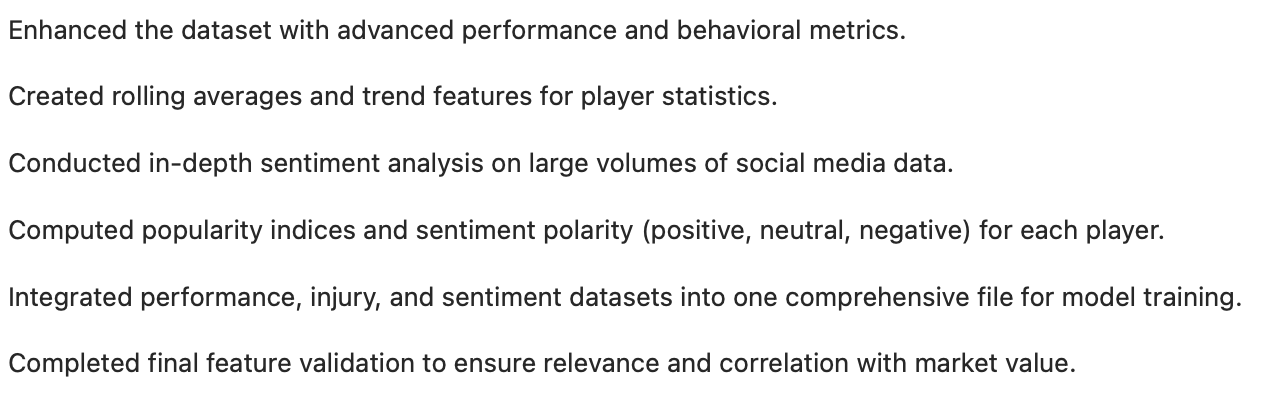 Enhanced the dataset with advanced performance and behavioral metrics.
Created rolling averages and trend features for player statistics.
Conducted in-depth sentiment analysis on large volumes of social media data.
Computed popularity indices and sentiment polarity (positive, neutral, negative) for each player.
Integrated performance, injury, and sentiment datasets into one comprehensive file for model training.
Completed final feature validation to ensure relevance and correlation with market value.